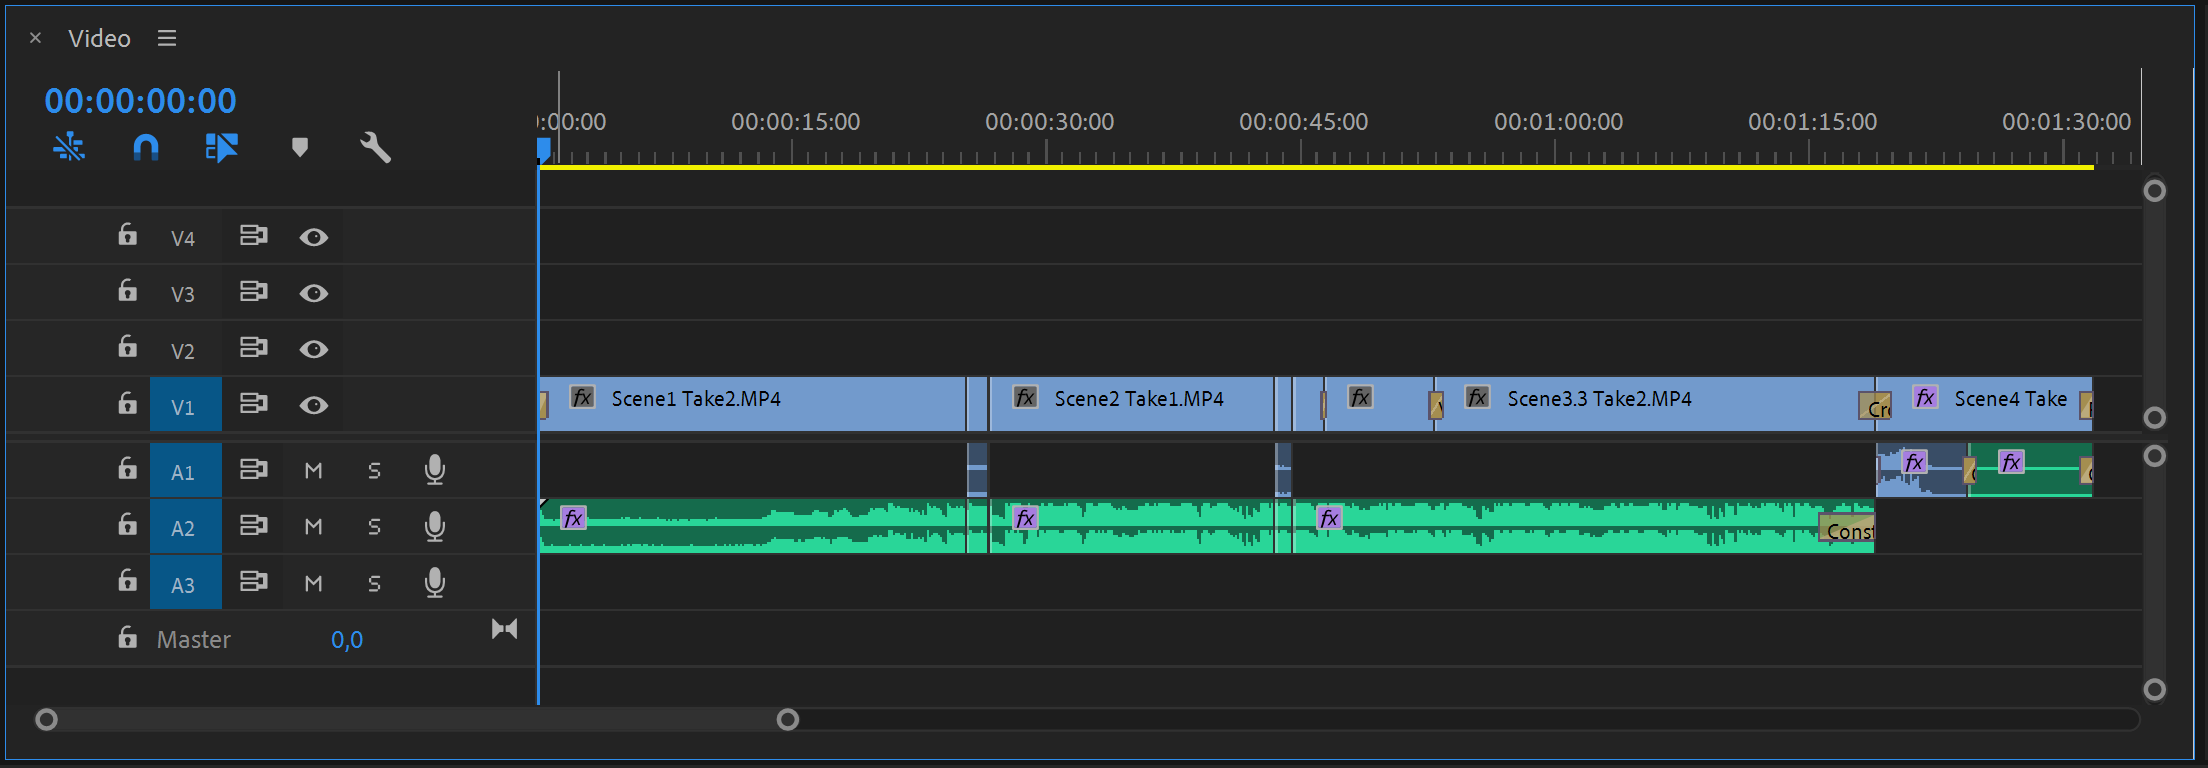 × Video
00:00:00:00
:00:00 00:00:15:00 00:00:30:00 00:00:45:00 00:01:00:00 00:01:15:00 00:01:30:00
V4
V3
V2
V1 fx Scene1 Take2.MP4 fx Scene2 Take1.MP4 fx fx Scene3.3 Take2.MP4 Cr fx Scene4 Take
A1 M S fx fx
A2 M S fx fx fx Const
A3 M S
Master 0,0